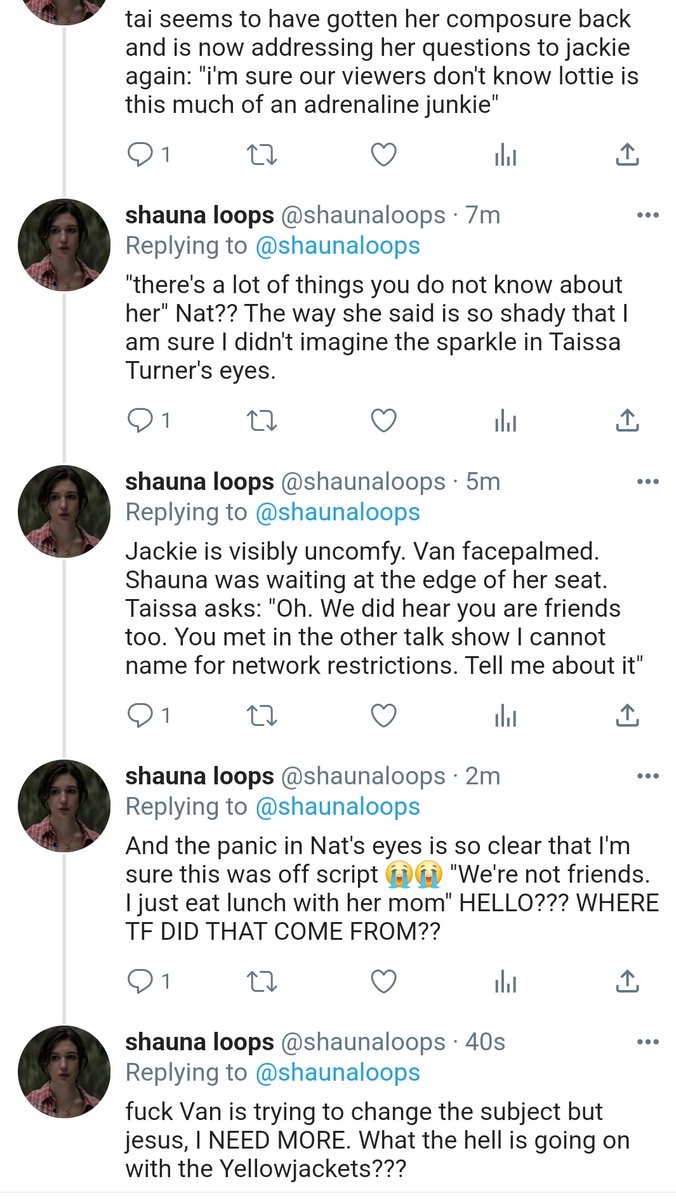 tai seems to have gotten her composure back
and is now addressing her questions to jackie
again: "i'm sure our viewers don't know lottie is
this much of an adrenaline junkie"
1
shauna loops @shaunaloops · 7m
Replying to @shaunaloops
"there's a lot of things you do not know about
her" Nat?? The way she said is so shady that I
am sure I didn't imagine the sparkle in Taissa
Turner's eyes.
1
shauna loops @shaunaloops · 5m
Replying to @shaunaloops
Jackie is visibly uncomfy. Van facepalmed.
Shauna was waiting at the edge of her seat.
Taissa asks: "Oh. We did hear you are friends
too. You met in the other talk show I cannot
name for network restrictions. Tell me about it"
1
shauna loops @shaunaloops · 2m
Replying to @shaunaloops
And the panic in Nat's eyes is so clear that I'm
sure this was off script 😭😭 "We're not friends.
I just eat lunch with her mom" HELLO??? WHERE
TF DID THAT COME FROM??
1
shauna loops @shaunaloops · 40s
Replying to @shaunaloops
fuck Van is trying to change the subject but
jesus, I NEED MORE. What the hell is going on
with the Yellowjackets???